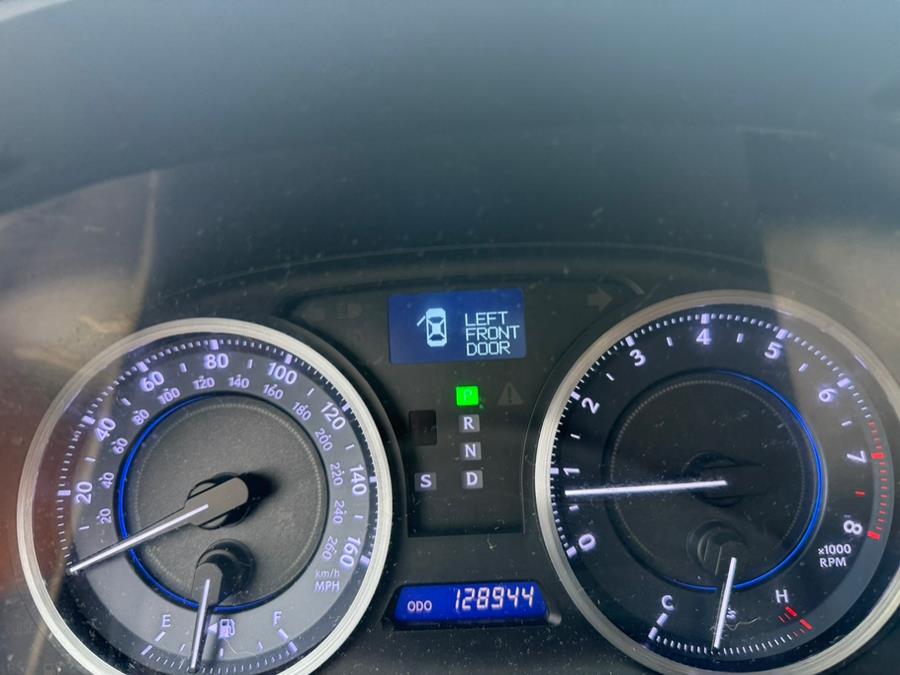 LEFT
FRONT
DOOR
P
R
N
S D
20 40 60 80 100 120 140 160
20 40 60 80 100 120 140 160 180 200 220 240 260
km/h
MPH
E F
ODO 128944
0 1 2 3 4 5 6 7 8
x1000
RPM
C H